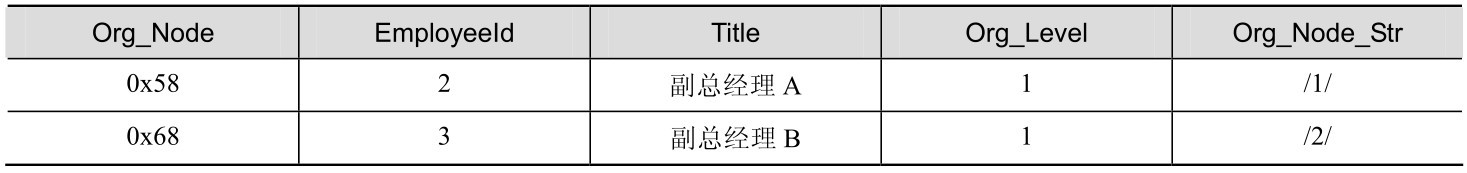 Org_Node EmployeeId Title Org_Level Org_Node_Str
0x58 2 副总经理 A 1 /1/
0x68 3 副总经理 B 1 /2/